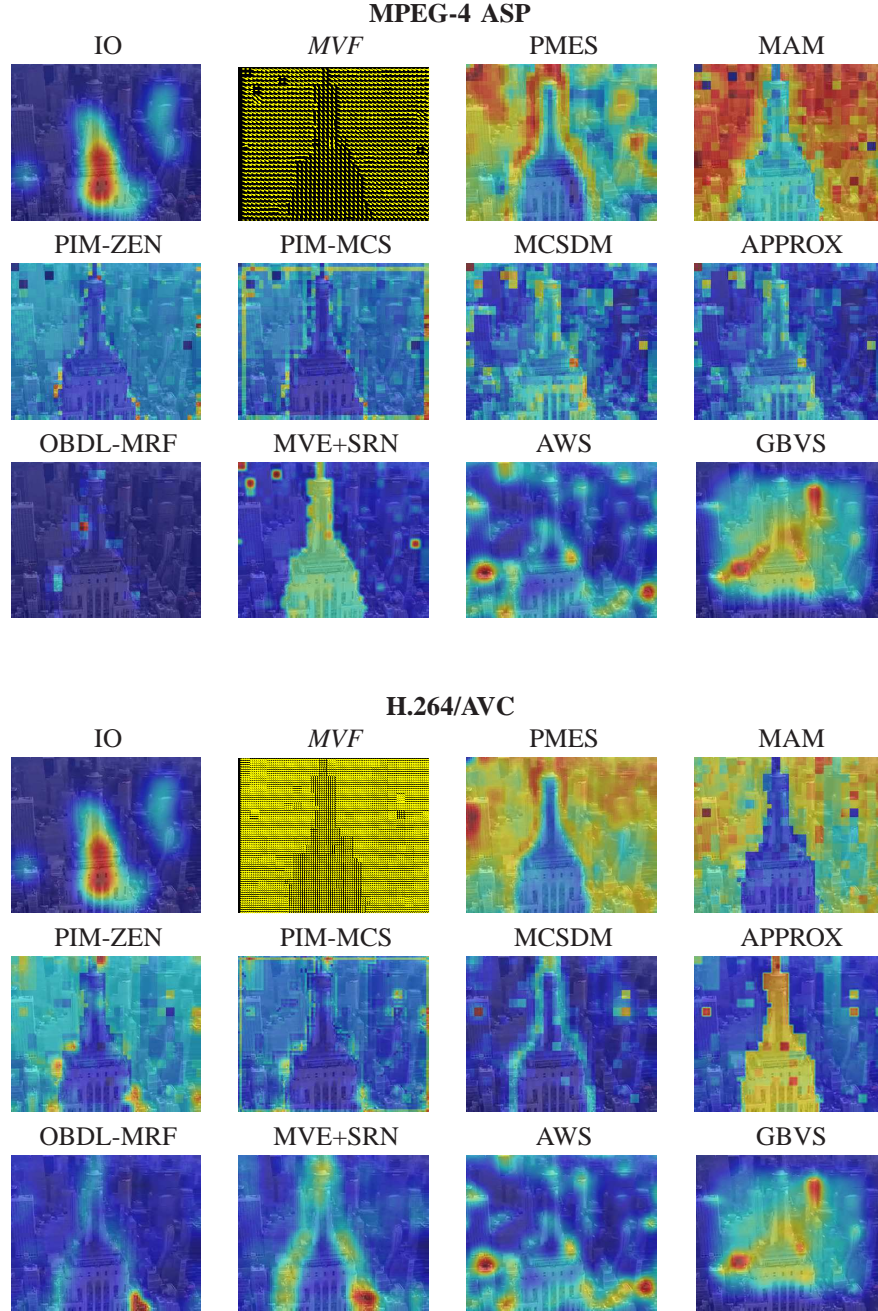 MPEG-4 ASP
IO MVF PMES MAM
PIM-ZEN PIM-MCS MCSDM APPROX
OBDL-MRF MVE+SRN AWS GBVS
H.264/AVC
IO MVF PMES MAM
PIM-ZEN PIM-MCS MCSDM APPROX
OBDL-MRF MVE+SRN AWS GBVS